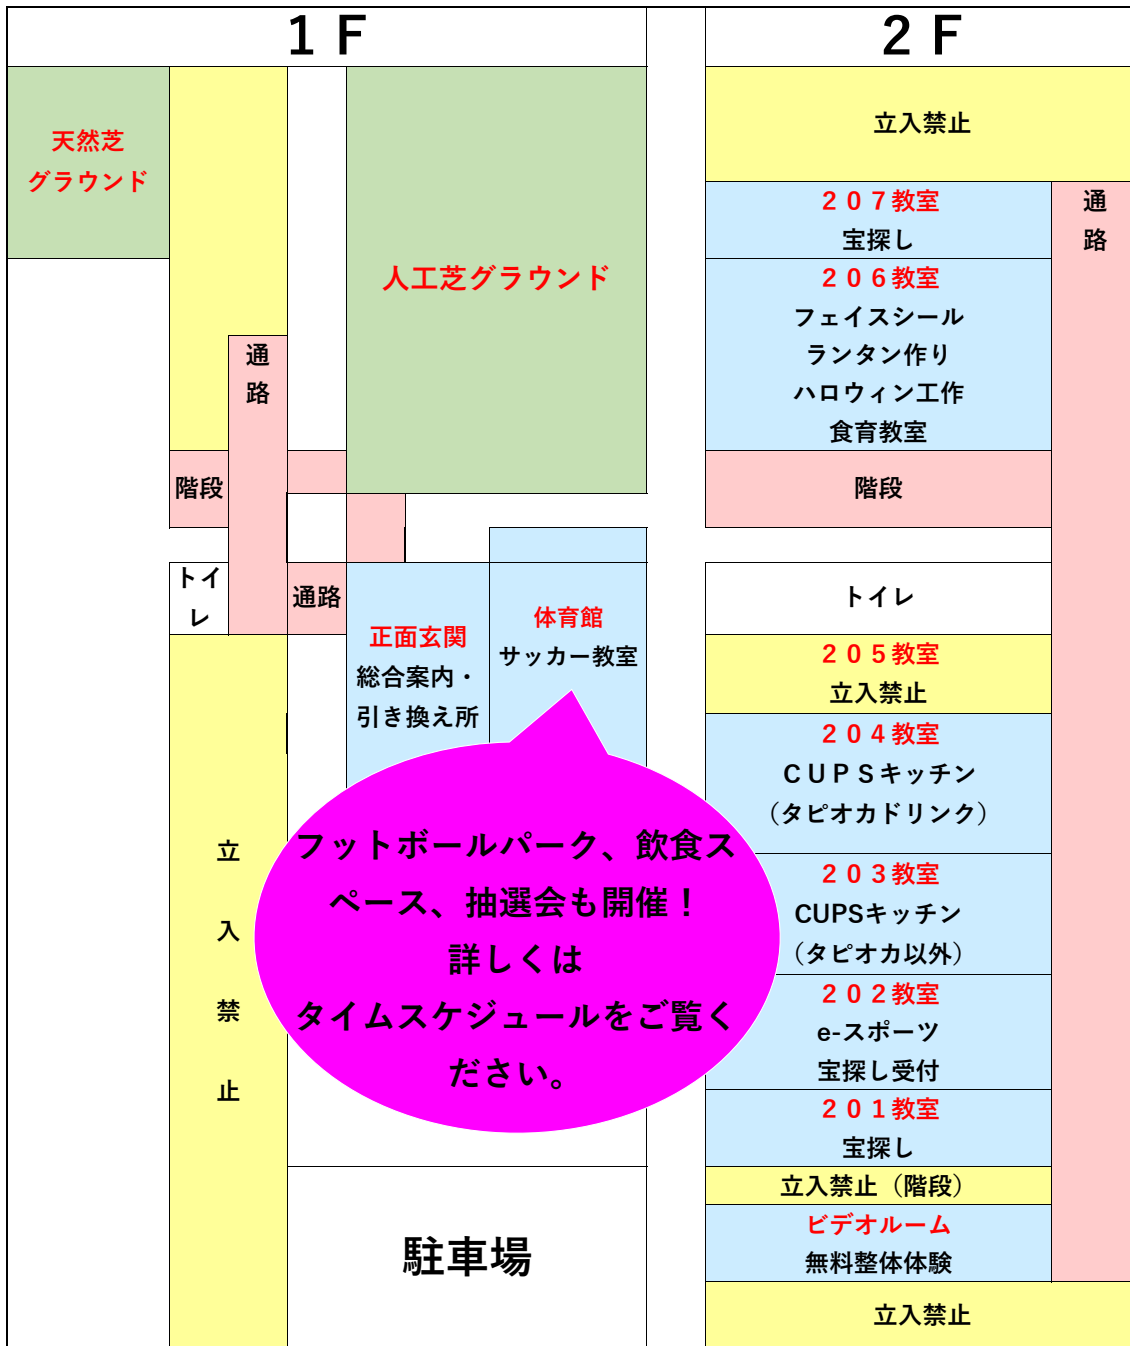 １Ｆ
天然芝
グラウンド
人工芝グラウンド
通
路
階段
トイ
レ
通路
正面玄関
総合案内・
引き換え所
体育館
サッカー教室
フットボールパーク、飲食ス
ペース、抽選会も開催！
詳しくは
タイムスケジュールをご覧く
ださい。
立
入
禁
止
駐車場
２Ｆ
立入禁止
２０７教室
宝探し
通
路
２０６教室
フェイスシール
ランタン作り
ハロウィン工作
食育教室
階段
トイレ
２０５教室
立入禁止
２０４教室
ＣＵＰＳキッチン
（タピオカドリンク）
２０３教室
CUPSキッチン
（タピオカ以外）
２０２教室
e-スポーツ
宝探し受付
２０１教室
宝探し
立入禁止（階段）
ビデオルーム
無料整体体験
立入禁止